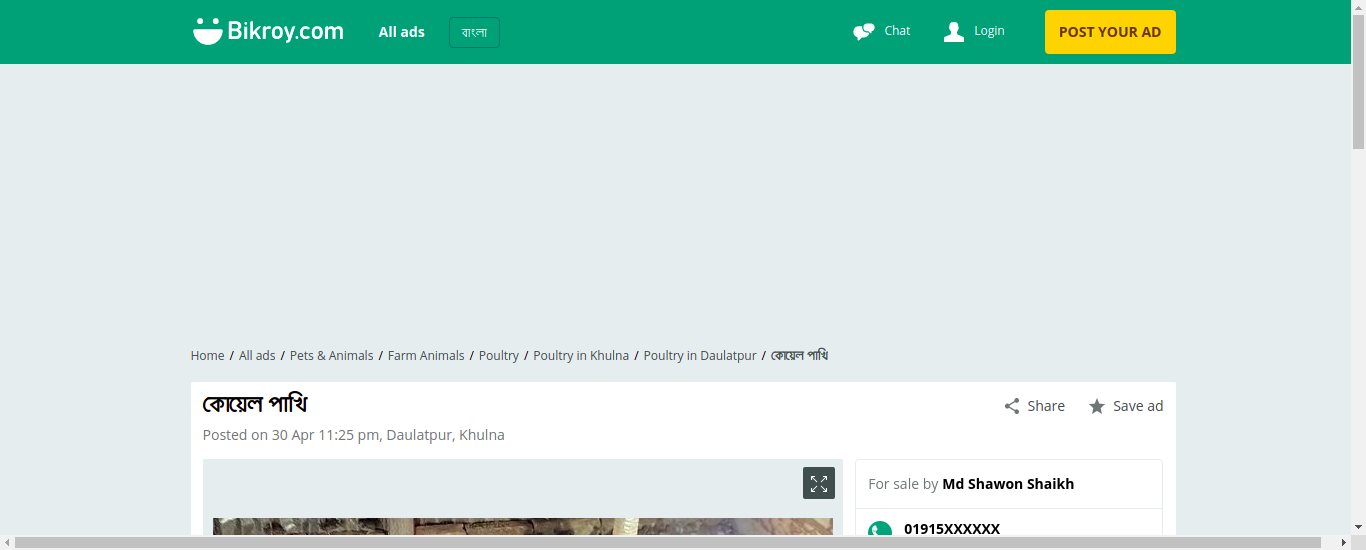 Bikroy.com All ads বাংলা Chat Login POST YOUR AD
Home / All ads / Pets & Animals / Farm Animals / Poultry / Poultry in Khulna / Poultry in Daulatpur / কোয়েল পাখি
কোয়েল পাখি Share Save ad
Posted on 30 Apr 11:25 pm, Daulatpur, Khulna
For sale by Md Shawon Shaikh
01915XXXXXX